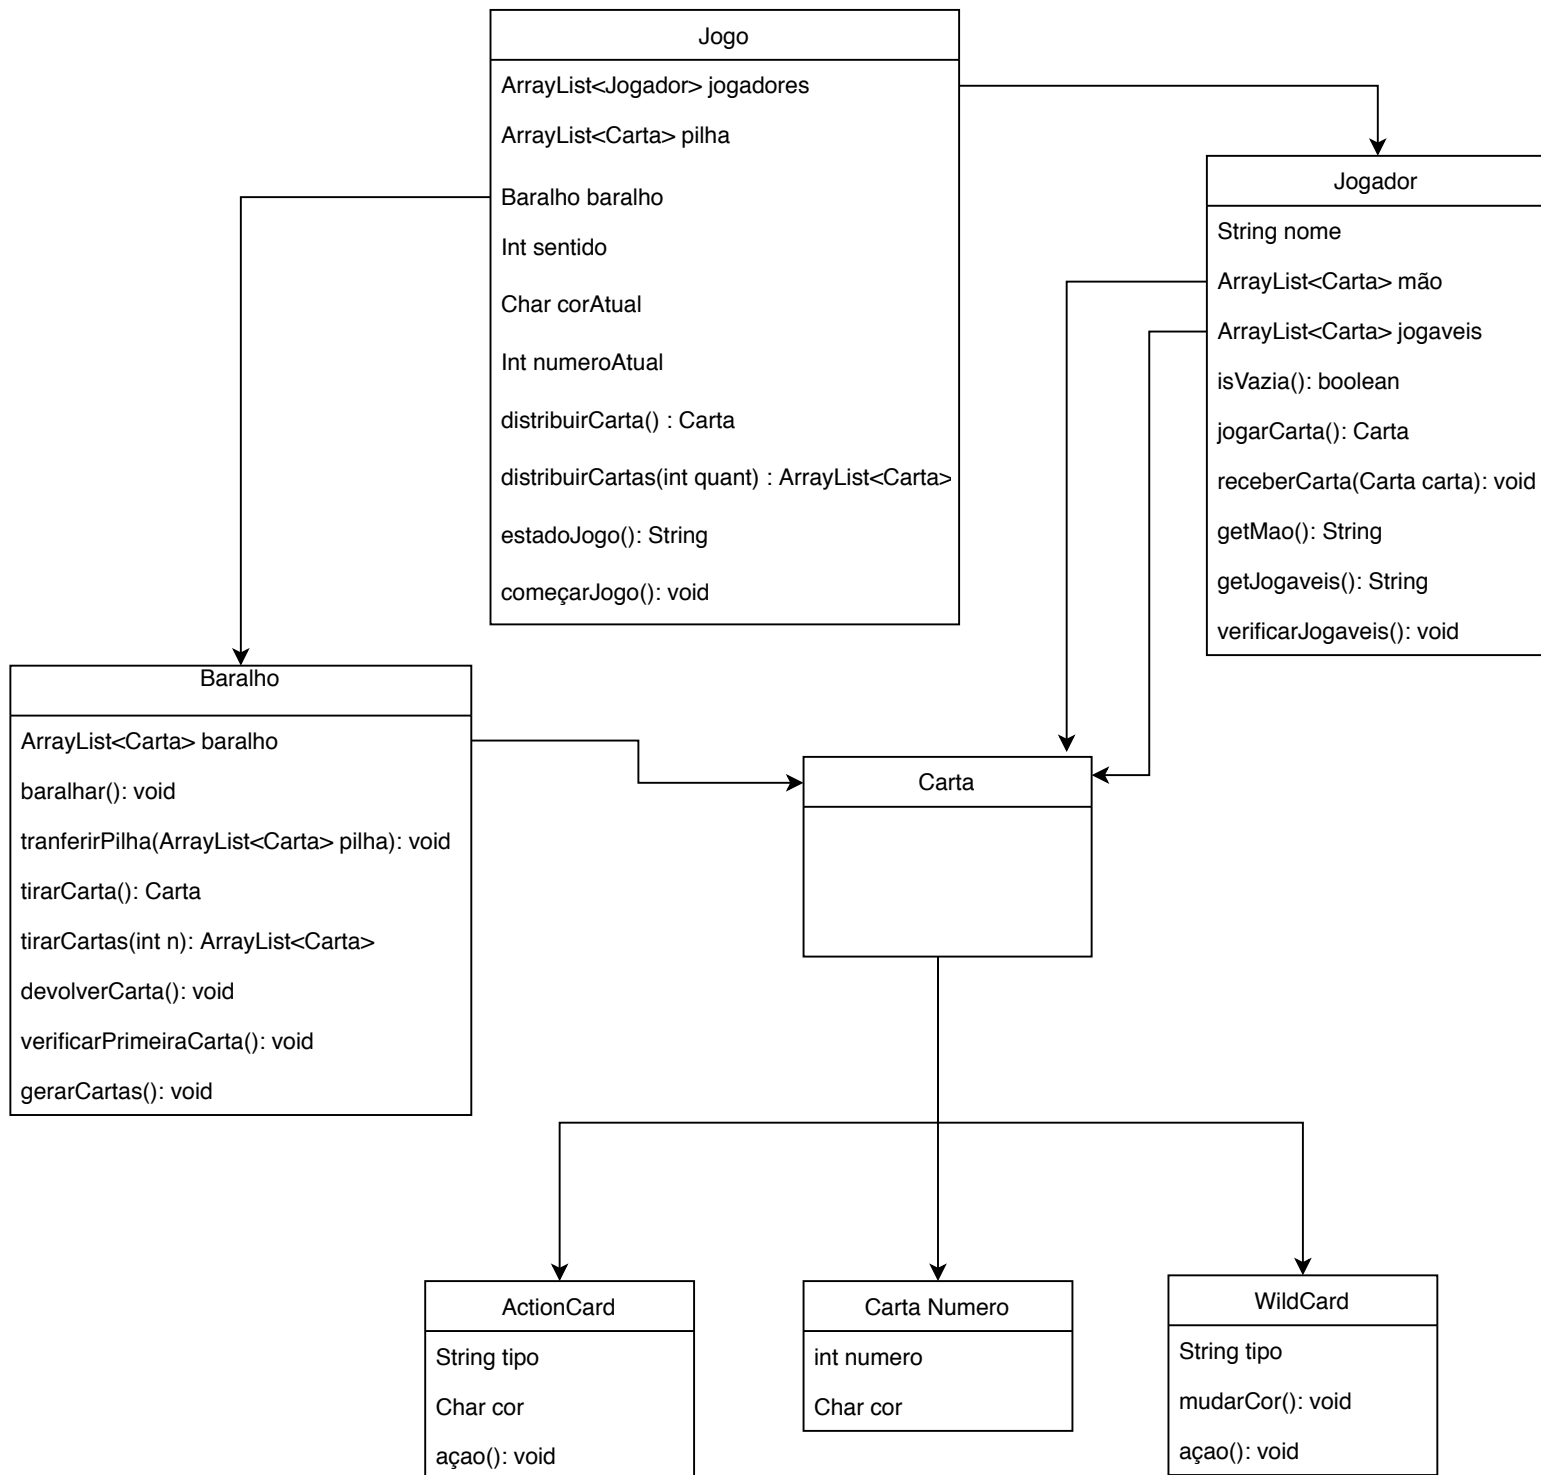 Jogo
ArrayList<Jogador> jogadores
ArrayList<Carta> pilha
Baralho baralho
Int sentido
Char corAtual
Int numeroAtual
distribuirCarta() : Carta
distribuirCartas(int quant) : ArrayList<Carta>
estadoJogo(): String
começarJogo(): void
Jogador
String nome
ArrayList<Carta> mão
ArrayList<Carta> jogaveis
isVazia(): boolean
jogarCarta(): Carta
receberCarta(Carta carta): void
getMao(): String
getJogaveis(): String
verificarJogaveis(): void
Baralho
ArrayList<Carta> baralho
baralhar(): void
tranferirPilha(ArrayList<Carta> pilha): void
tirarCarta(): Carta
tirarCartas(int n): ArrayList<Carta>
devolverCarta(): void
verificarPrimeiraCarta(): void
gerarCartas(): void
Carta
ActionCard
String tipo
Char cor
açao(): void
Carta Numero
int numero
Char cor
WildCard
String tipo
mudarCor(): void
açao(): void